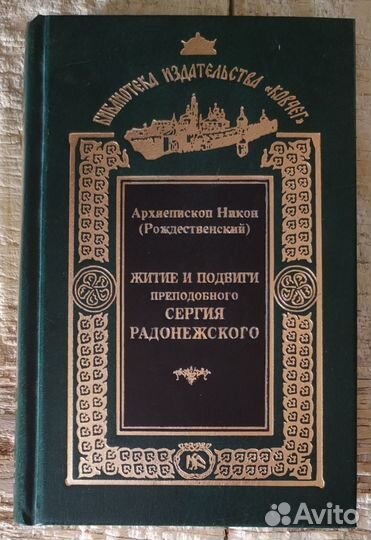 БИБЛИОТЕКА ИЗДАТЕЛЬСТВА «КОВЧЕГ»
Архиепископ Никон
(Рождественский)
ЖИТИЕ И ПОДВИГИ
ПРЕПОДОБНОГО
СЕРГИЯ
РАДОНЕЖСКОГО
Avito